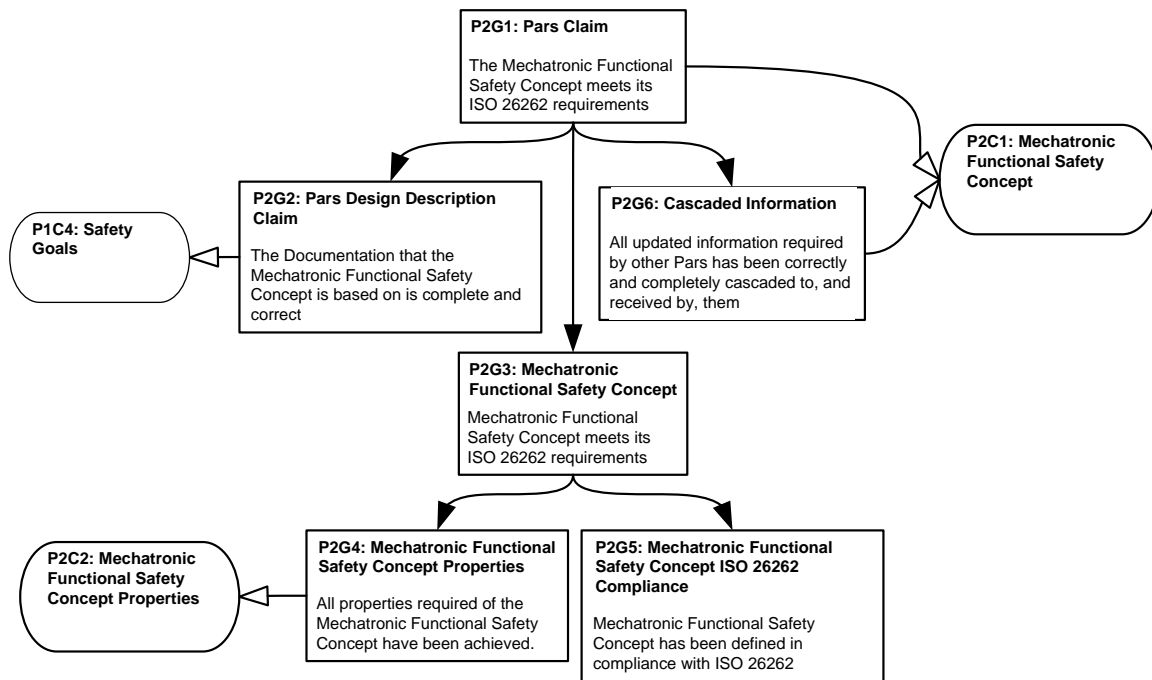 P2G1: Pars Claim
The Mechatronic Functional
Safety Concept meets its
ISO 26262 requirements
P2C1: Mechatronic
Functional Safety
Concept
P2G2: Pars Design Description
Claim
The Documentation that the
Mechatronic Functional Safety
Concept is based on is complete and
correct
P2G6: Cascaded Information
All updated information required
by other Pars has been correctly
and completely cascaded to, and
received by, them
P1C4: Safety
Goals
P2G3: Mechatronic
Functional Safety Concept
Mechatronic Functional
Safety Concept meets its
ISO 26262 requirements
P2C2: Mechatronic
Functional Safety
Concept Properties
P2G4: Mechatronic Functional
Safety Concept Properties
All properties required of the
Mechatronic Functional Safety
Concept have been achieved.
P2G5: Mechatronic Functional
Safety Concept ISO 26262
Compliance
Mechatronic Functional Safety
Concept has been defined in
compliance with ISO 26262